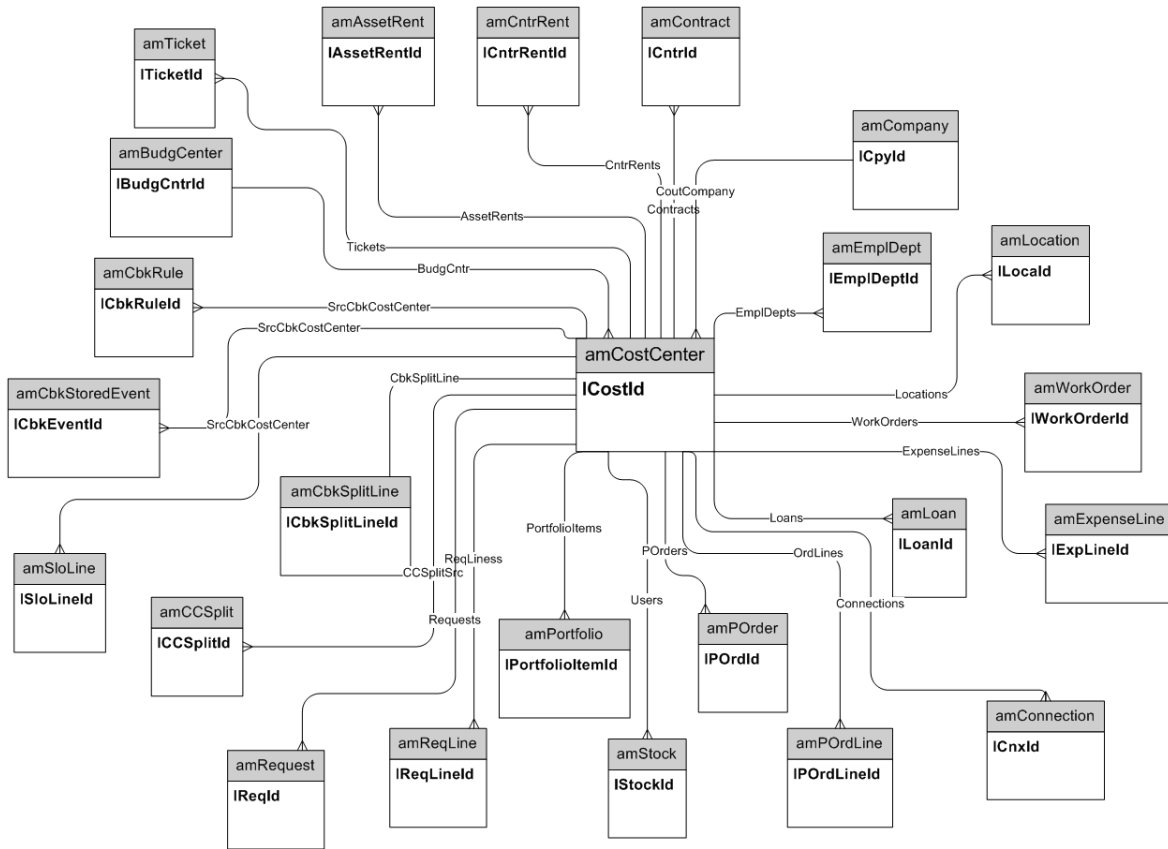 amAssetRent
lAssetRentId
amCntrRent
lCntrRentId
amContract
lCntrId
amTicket
lTicketId
amCompany
lCpyId
amBudgCenter
lBudgCntrId
CntrRents
CoutCompany
Contracts
AssetRents
Tickets
BudgCntr
amEmplDept
lEmplDeptId
amLocation
lLocaId
amCbkRule
lCbkRuleId
SrcCbkCostCenter
SrcCbkCostCenter
EmplDepts
amCostCenter
lCostId
CbkSplitLine
Locations
amWorkOrder
lWorkOrderId
amCbkStoredEvent
lCbkEventId
SrcCbkCostCenter
WorkOrders
ExpenseLines
amCbkSplitLine
lCbkSplitLineId
PortfolioItems
Loans
amLoan
lLoanId
amExpenseLine
lExpLineId
amSloLine
lSloLineId
ReqLiness
CCSplitSrc
POrders
OrdLines
Users
Connections
Requests
amCCSplit
lCCSplitId
amPortfolio
lPortfolioItemId
amPOrder
lPOrdId
amConnection
lCnxId
amRequest
lReqId
amReqLine
lReqLineId
amStock
lStockId
amPOrdLine
lPOrdLineId